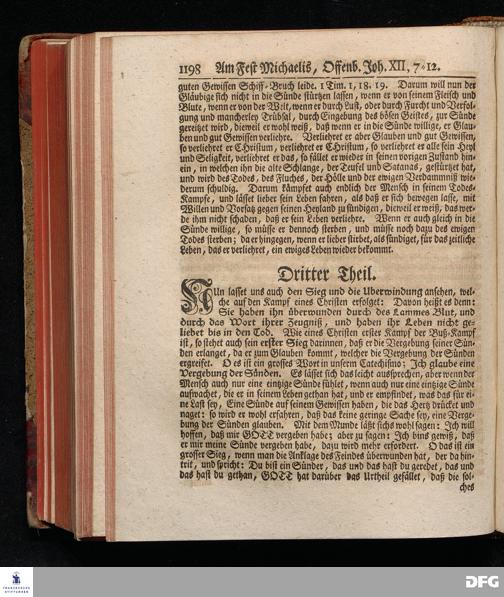 1198 Am Fest Michaelis, Offenb. Joh. XII, 7-12.
guten Gewissen Schiff-Bruch leide. 1 Tim. 1, 18. 19. Darum will nun der
Gläubige sich nicht in die Sünde stürtzen lassen, wenn er von seinem Fleisch und
Blute, wenn er von der Welt, wenn er durch Lust, oder durch Furcht und Verfol-
gung und mancherley Trübsal, durch Eingebung des bösen Geistes, zur Sünde
gereitzet wird, dieweil er wohl weiß, daß wenn er in die Sünde willige, er Glau-
ben und gut Gewissen verliehre. Verliehret er aber Glauben und gut Gewissen,
so verliehret er CHristum, verliehret er CHristum, so verliehret er alle sein Heyl
und Seligkeit, verliehret er das, so fället er wieder in seinen vorigen Zustand hin-
ein, in welchen ihn die alte Schlange, der Teufel und Satanas, gestürtzet hat,
und wird des Todes, des Fluches, der Hölle und der ewigen Verdammniß wie-
derum schuldig. Darum kämpfet auch endlich der Mensch in seinem Todes-
Kampfe, und lässet lieber sein Leben fahren, als daß er sich bewegen lasse, mit
Willen und Vorsatz gegen seinen Heyland zu sündigen, dieweil er weiß, das wer-
de ihm nicht schaden, daß er sein Leben verliehre. Wenn er auch gleich in die
Sünde willige, so müsse er dennoch sterben, und müsse noch dazu des ewigen
Todes sterben; da er hingegen, wenn er lieber stirbet, als sündiget, für das zeitliche
Leben, das er verliehret, ein ewiges Leben wieder bekommt.
Dritter Theil.
NUn lasset uns auch den Sieg und die Uberwindung ansehen, wel-
che auf den Kampf eines Christen erfolget: Davon heißt es denn:
Sie haben ihn überwunden durch des Lammes Blut, und
durch das Wort ihrer Zeugniß, und haben ihr Leben nicht ge-
liebet bis in den Tod. Wie eines Christen erster Kampf der Buß-Kampf
ist, so stehet auch sein erster Sieg darinnen, daß er die Vergebung seiner Sün-
den erlanget, da er zum Glauben kommt, welcher die Vergebung der Sünden
ergreifet. O es ist ein grosses Wort in unserm Catechismo: Ich glaube eine
Vergebung der Sünden. Es lässet sich das leicht aussprechen, aber wenn der
Mensch auch nur eine eintzige Sünde fühlet, wenn auch nur eine eintzige Sünde
aufwachet, die er in seinem Leben gethan hat, und er empfindet, was das für ei-
ne Last sey, Eine Sünde auf seinem Gewissen haben, die das Hertz drücket und
naget: so wird er wohl erfahren, daß das keine geringe Sache sey, eine Verge-
bung der Sünden glauben. Mit dem Munde läßt sichs wohl sagen: Ich will
hoffen, daß mir GOTT vergeben habe; aber zu sagen: Ich bins gewiß, daß
er mir meine Sünde vergeben habe, dazu wird mehr erfordert. O das ist ein
grosser Sieg, wenn man die Anklage des Feindes überwunden hat, der da hin-
trit, und spricht: Du bist ein Sünder, das und das hast du geredet, das und
das hast du gethan, GOTT hat darüber das Urtheil gefället, daß die sol-
ches
FRANCKESCHE
STIFTUNGEN
DFG